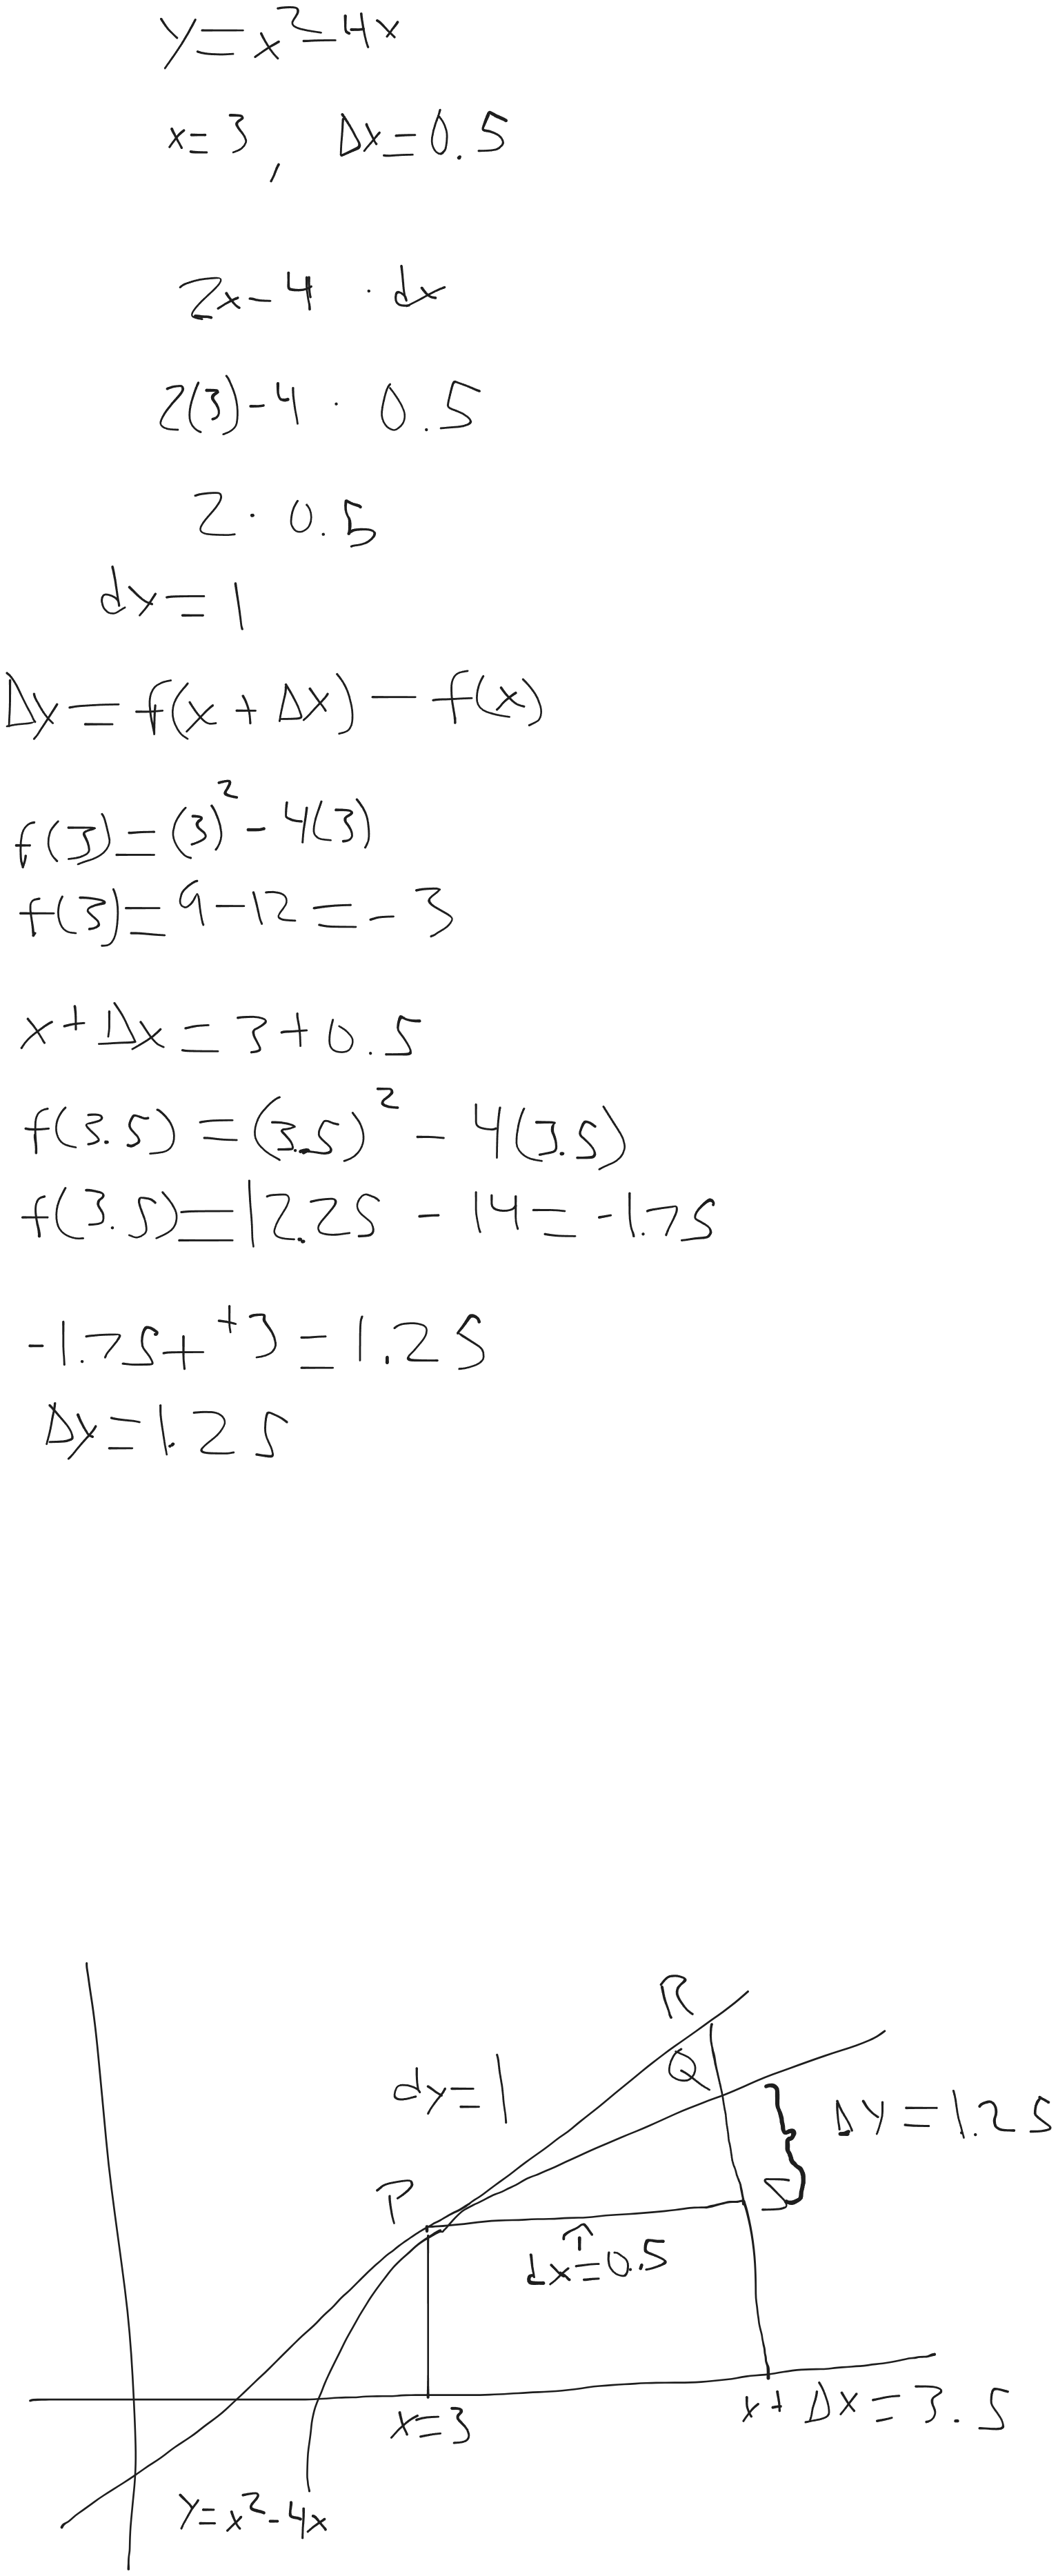 y = x² - 4x
x = 3, Δx = 0.5
2x - 4 · dx
2(3) - 4 · 0.5
2 · 0.5
dy = 1
Δy = f(x + Δx) - f(x)
f(3) = (3)² - 4(3)
f(3) = 9 - 12 = -3
x + Δx = 3 + 0.5
f(3.5) = (3.5)² - 4(3.5)
f(3.5) = 12.25 - 14 = -1.75
-1.75 + +3 = 1.25
Δy = 1.25
R
Q
dy = 1
Δy = 1.25
P
S
dx = 0.5
x = 3
x + Δx = 3.5
y = x² - 4x